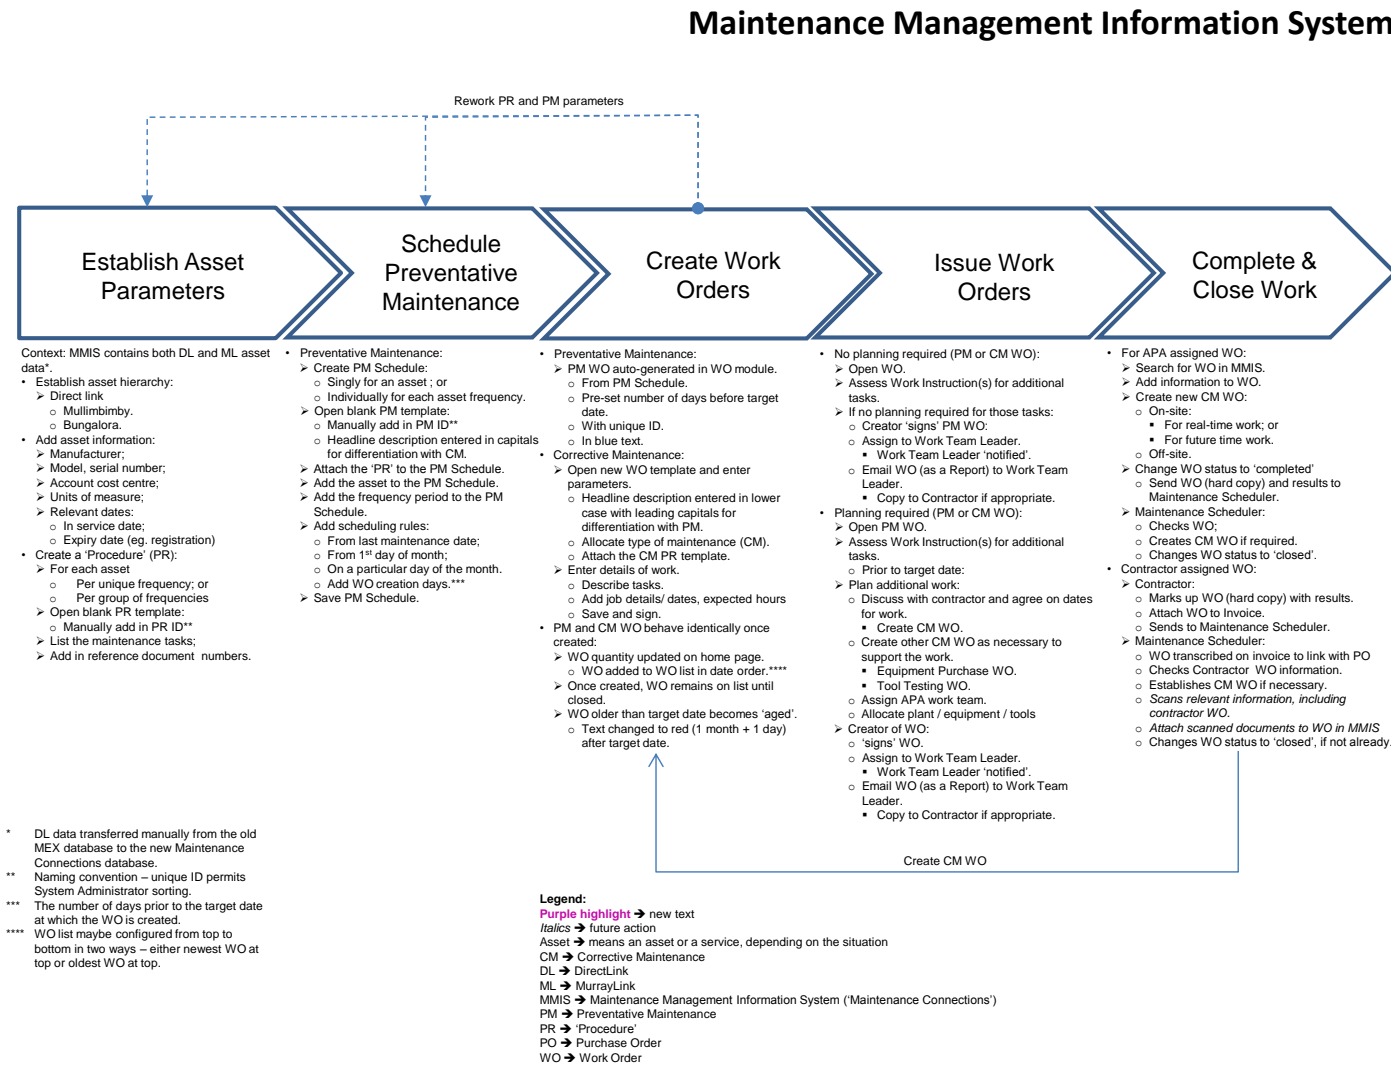 Maintenance Management Information System
Rework PR and PM parameters
Establish Asset
Parameters
Schedule
Preventative
Maintenance
Create Work
Orders
Issue Work
Orders
Complete &
Close Work
Context: MMIS contains both DL and ML asset
data*.
• Establish asset hierarchy:
➢ Direct link
o Mullimbimby.
o Bungalora.
• Add asset information:
➢ Manufacturer;
➢ Model, serial number;
➢ Account cost centre;
➢ Units of measure;
➢ Relevant dates:
o In service date;
o Expiry date (eg. registration)
• Create a ‘Procedure’ (PR):
➢ For each asset
o Per unique frequency; or
o Per group of frequencies
➢ Open blank PR template:
o Manually add in PR ID**
➢ List the maintenance tasks;
➢ Add in reference document numbers.
• Preventative Maintenance:
➢ Create PM Schedule:
o Singly for an asset ; or
o Individually for each asset frequency.
➢ Open blank PM template:
o Manually add in PM ID**
o Headline description entered in capitals
for differentiation with CM.
➢ Attach the ‘PR’ to the PM Schedule.
➢ Add the asset to the PM Schedule.
➢ Add the frequency period to the PM
Schedule.
➢ Add scheduling rules:
o From last maintenance date;
o From 1st day of month;
o On a particular day of the month.
o Add WO creation days.***
➢ Save PM Schedule.
• Preventative Maintenance:
➢ PM WO auto-generated in WO module.
o From PM Schedule.
o Pre-set number of days before target
date.
o With unique ID.
o In blue text.
• Corrective Maintenance:
➢ Open new WO template and enter
parameters.
o Headline description entered in lower
case with leading capitals for
differentiation with PM.
o Allocate type of maintenance (CM).
o Attach the CM PR template.
➢ Enter details of work.
o Describe tasks.
o Add job details/ dates, expected hours
o Save and sign.
• PM and CM WO behave identically once
created:
➢ WO quantity updated on home page.
o WO added to WO list in date order.****
➢ Once created, WO remains on list until
closed.
➢ WO older than target date becomes ‘aged’.
o Text changed to red (1 month + 1 day)
after target date.
• No planning required (PM or CM WO):
➢ Open WO.
➢ Assess Work Instruction(s) for additional
tasks.
➢ If no planning required for those tasks:
o Creator ‘signs’ PM WO:
o Assign to Work Team Leader.
▪ Work Team Leader ‘notified’.
o Email WO (as a Report) to Work Team
Leader.
▪ Copy to Contractor if appropriate.
• Planning required (PM or CM WO):
➢ Open PM WO.
➢ Assess Work Instruction(s) for additional
tasks.
o Prior to target date:
➢ Plan additional work:
o Discuss with contractor and agree on dates
for work.
▪ Create CM WO.
o Create other CM WO as necessary to
support the work.
▪ Equipment Purchase WO.
▪ Tool Testing WO.
o Assign APA work team.
o Allocate plant / equipment / tools
➢ Creator of WO:
o ‘signs’ WO.
o Assign to Work Team Leader.
▪ Work Team Leader ‘notified’.
o Email WO (as a Report) to Work Team
Leader.
▪ Copy to Contractor if appropriate.
• For APA assigned WO:
➢ Search for WO in MMIS.
➢ Add information to WO.
➢ Create new CM WO:
o On-site:
▪ For real-time work; or
▪ For future time work.
o Off-site.
➢ Change WO status to ‘completed’
o Send WO (hard copy) and results to
Maintenance Scheduler.
➢ Maintenance Scheduler:
o Checks WO;
o Creates CM WO if required.
o Changes WO status to ‘closed’.
• Contractor assigned WO:
➢ Contractor:
o Marks up WO (hard copy) with results.
o Attach WO to Invoice.
o Sends to Maintenance Scheduler.
➢ Maintenance Scheduler:
o WO transcribed on invoice to link with PO
o Checks Contractor WO information.
o Establishes CM WO if necessary.
o Scans relevant information, including
contractor WO.
o Attach scanned documents to WO in MMIS
o Changes WO status to ‘closed’, if not already.
Create CM WO
* DL data transferred manually from the old
MEX database to the new Maintenance
Connections database.
** Naming convention – unique ID permits
System Administrator sorting.
*** The number of days prior to the target date
at which the WO is created.
**** WO list maybe configured from top to
bottom in two ways – either newest WO at
top or oldest WO at top.
Legend:
Purple highlight ➔ new text
Italics ➔ future action
Asset ➔ means an asset or a service, depending on the situation
CM ➔ Corrective Maintenance
DL ➔ DirectLink
ML ➔ MurrayLink
MMIS ➔ Maintenance Management Information System (‘Maintenance Connections’)
PM ➔ Preventative Maintenance
PR ➔ ‘Procedure’
PO ➔ Purchase Order
WO ➔ Work Order